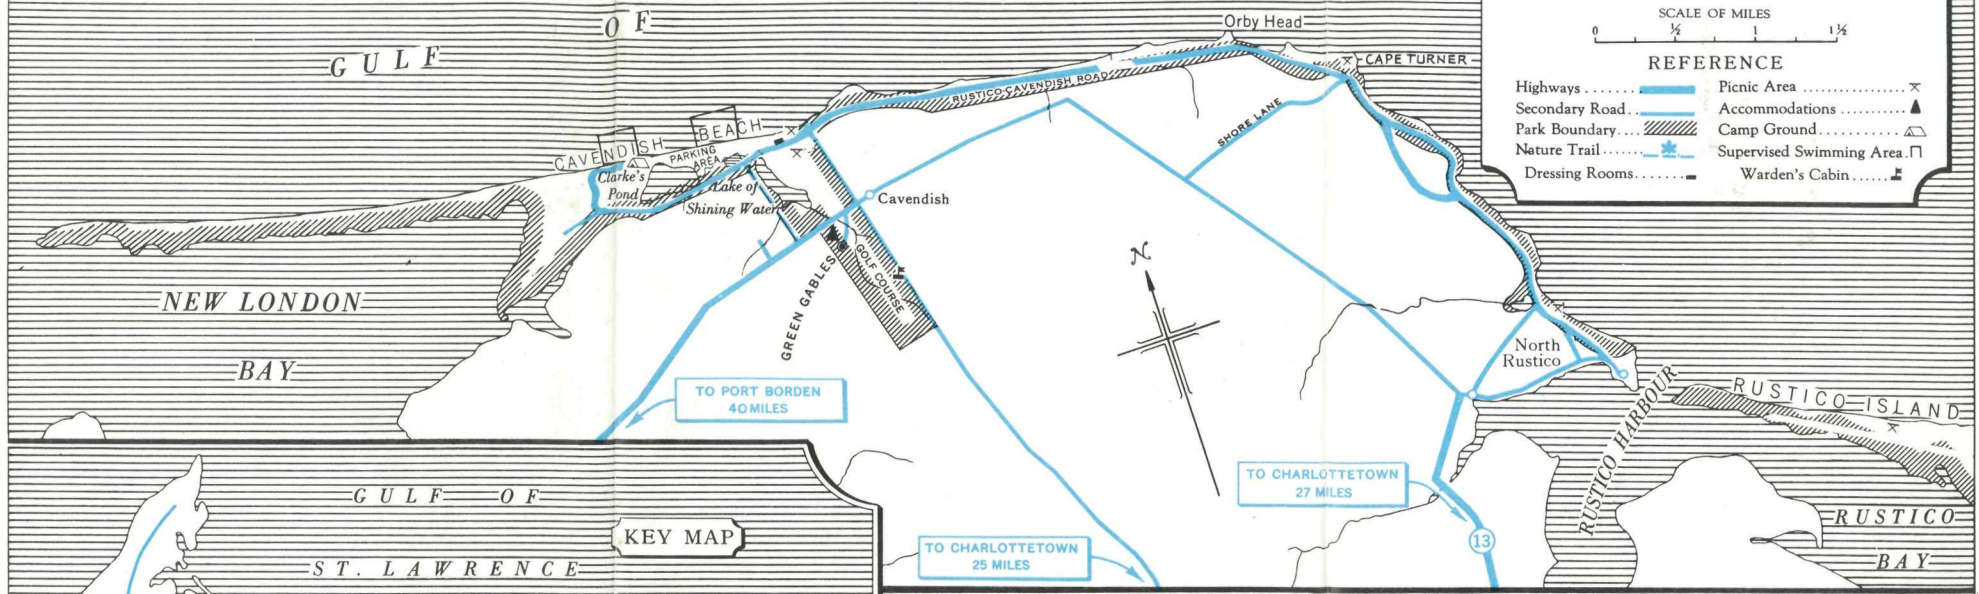 GULF
OF
Orby Head
CAPE TURNER
RUSTICO-CAVENDISH ROAD
SHORE LANE
CAVENDISH BEACH
PARKING
AREA
Clarke's
Pond
Lake of
Shining Water
Cavendish
GREEN GABLES
GOLF COURSE
NEW LONDON
BAY
N
North
Rustico
RUSTICO HARBOUR
RUSTICO ISLAND
RUSTICO
BAY
TO PORT BORDEN
40 MILES
TO CHARLOTTETOWN
27 MILES
13
TO CHARLOTTETOWN
25 MILES
SCALE OF MILES
0 ½ 1 1½
REFERENCE
Highways
Secondary Road
Park Boundary
Nature Trail
Dressing Rooms
Picnic Area
Accommodations
Camp Ground
Supervised Swimming Area
Warden's Cabin
GULF OF
KEY MAP
ST. LAWRENCE